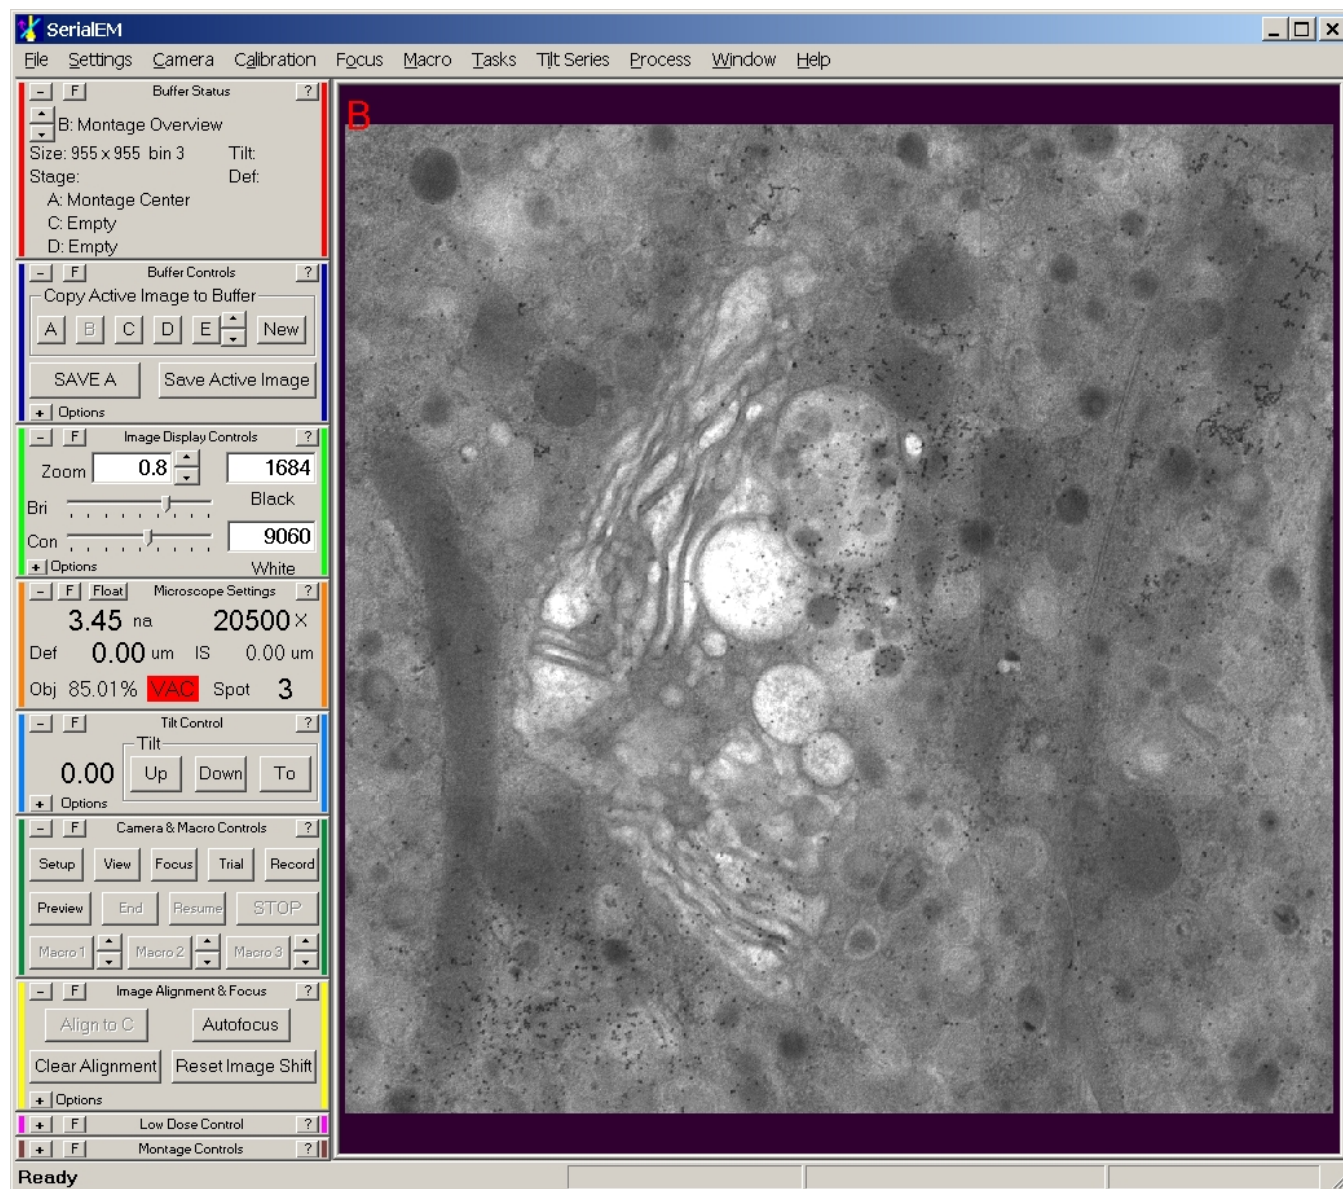 SerialEM
File Settings Camera Calibration Focus Macro Tasks Tilt Series Process Window Help
- F Buffer Status ?
B: Montage Overview
Size: 955 x 955 bin 3 Tilt:
Stage: Def:
A: Montage Center
C: Empty
D: Empty
- F Buffer Controls ?
Copy Active Image to Buffer
A B C D E New
SAVE A Save Active Image
+ Options
- F Image Display Controls ?
Zoom 0.8 1684
Bri Black
Con 9060
+ Options White
- F Float Microscope Settings ?
3.45 na 20500 X
Def 0.00 um IS 0.00 um
Obj 85.01% VAC Spot 3
- F Tilt Control ?
Tilt
0.00 Up Down To
+ Options
- F Camera & Macro Controls ?
Setup View Focus Trial Record
Preview End Resume STOP
Macro 1 Macro 2 Macro 3
- F Image Alignment & Focus ?
Align to C Autofocus
Clear Alignment Reset Image Shift
+ Options
+ F Low Dose Control ?
+ F Montage Controls ?
B
Ready